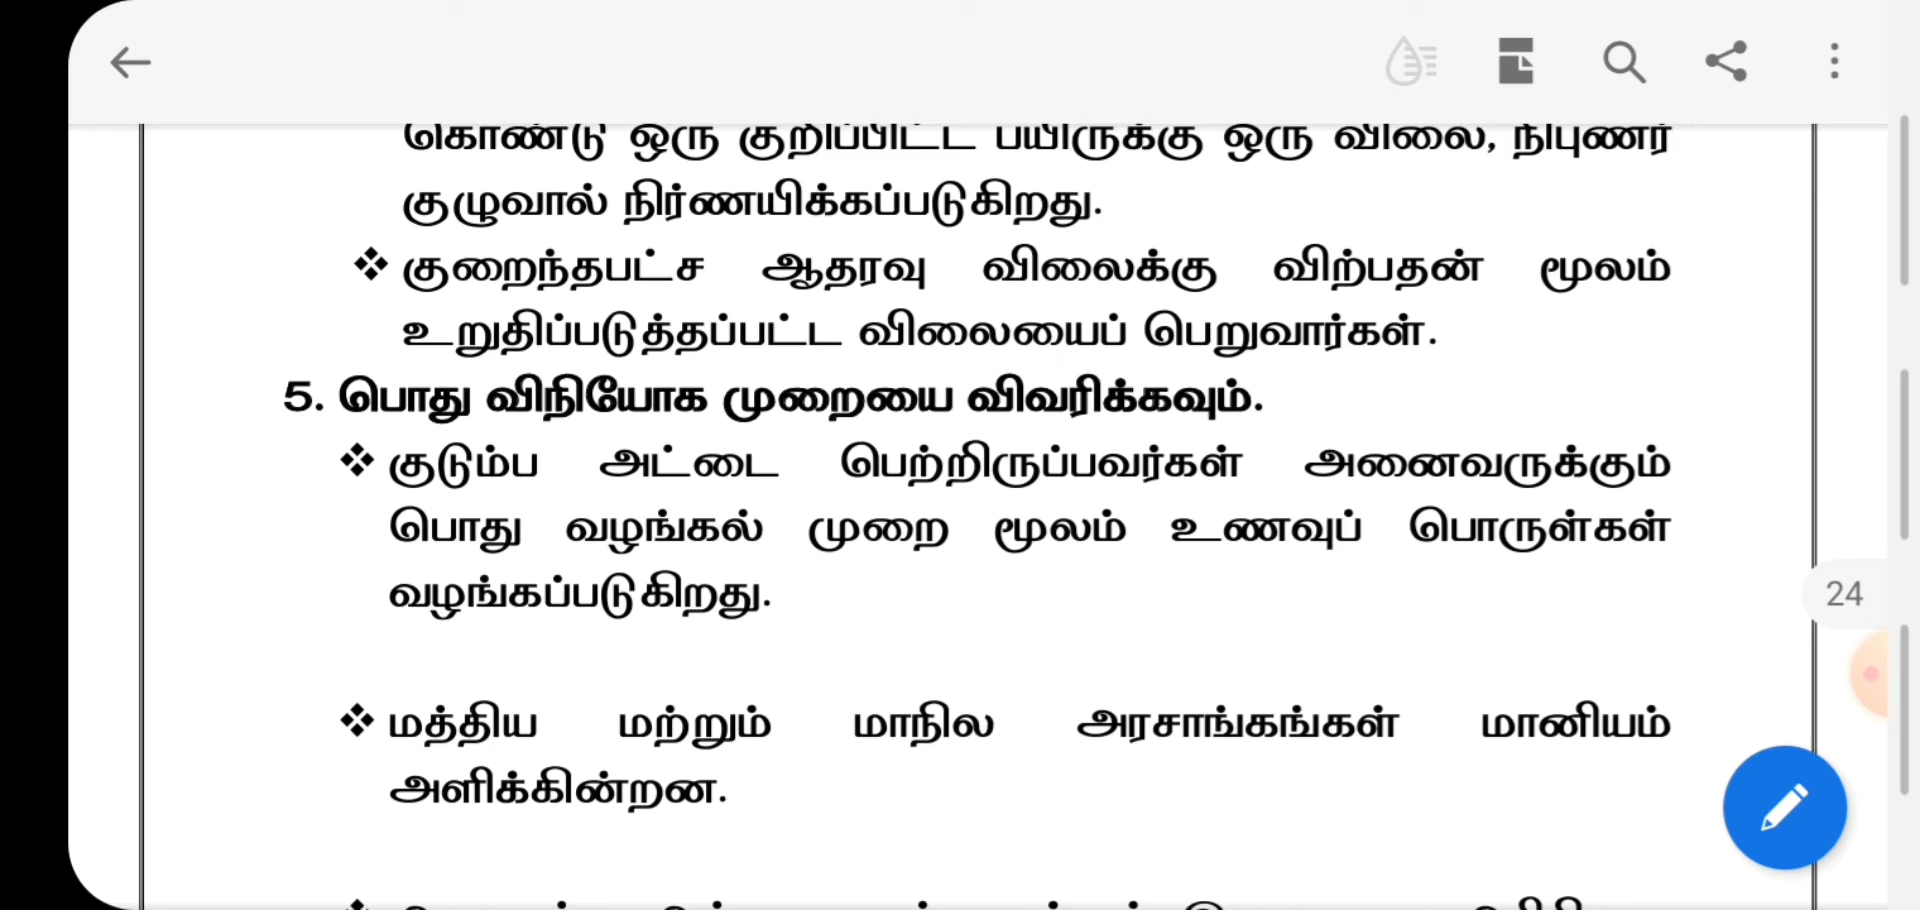 கொண்டு ஒரு குறிப்பிட்ட பயிருக்கு ஒரு விலை, நிபுணர்
குழுவால் நிர்ணயிக்கப்படுகிறது.
❖ குறைந்தபட்ச ஆதரவு விலைக்கு விற்பதன் மூலம்
உறுதிப்படுத்தப்பட்ட விலையைப் பெறுவார்கள்.
5. பொது விநியோக முறையை விவரிக்கவும்.
❖ குடும்ப அட்டை பெற்றிருப்பவர்கள் அனைவருக்கும்
பொது வழங்கல் முறை மூலம் உணவுப் பொருள்கள்
வழங்கப்படுகிறது.
24
❖ மத்திய மற்றும் மாநில அரசாங்கங்கள் மானியம்
அளிக்கின்றன.